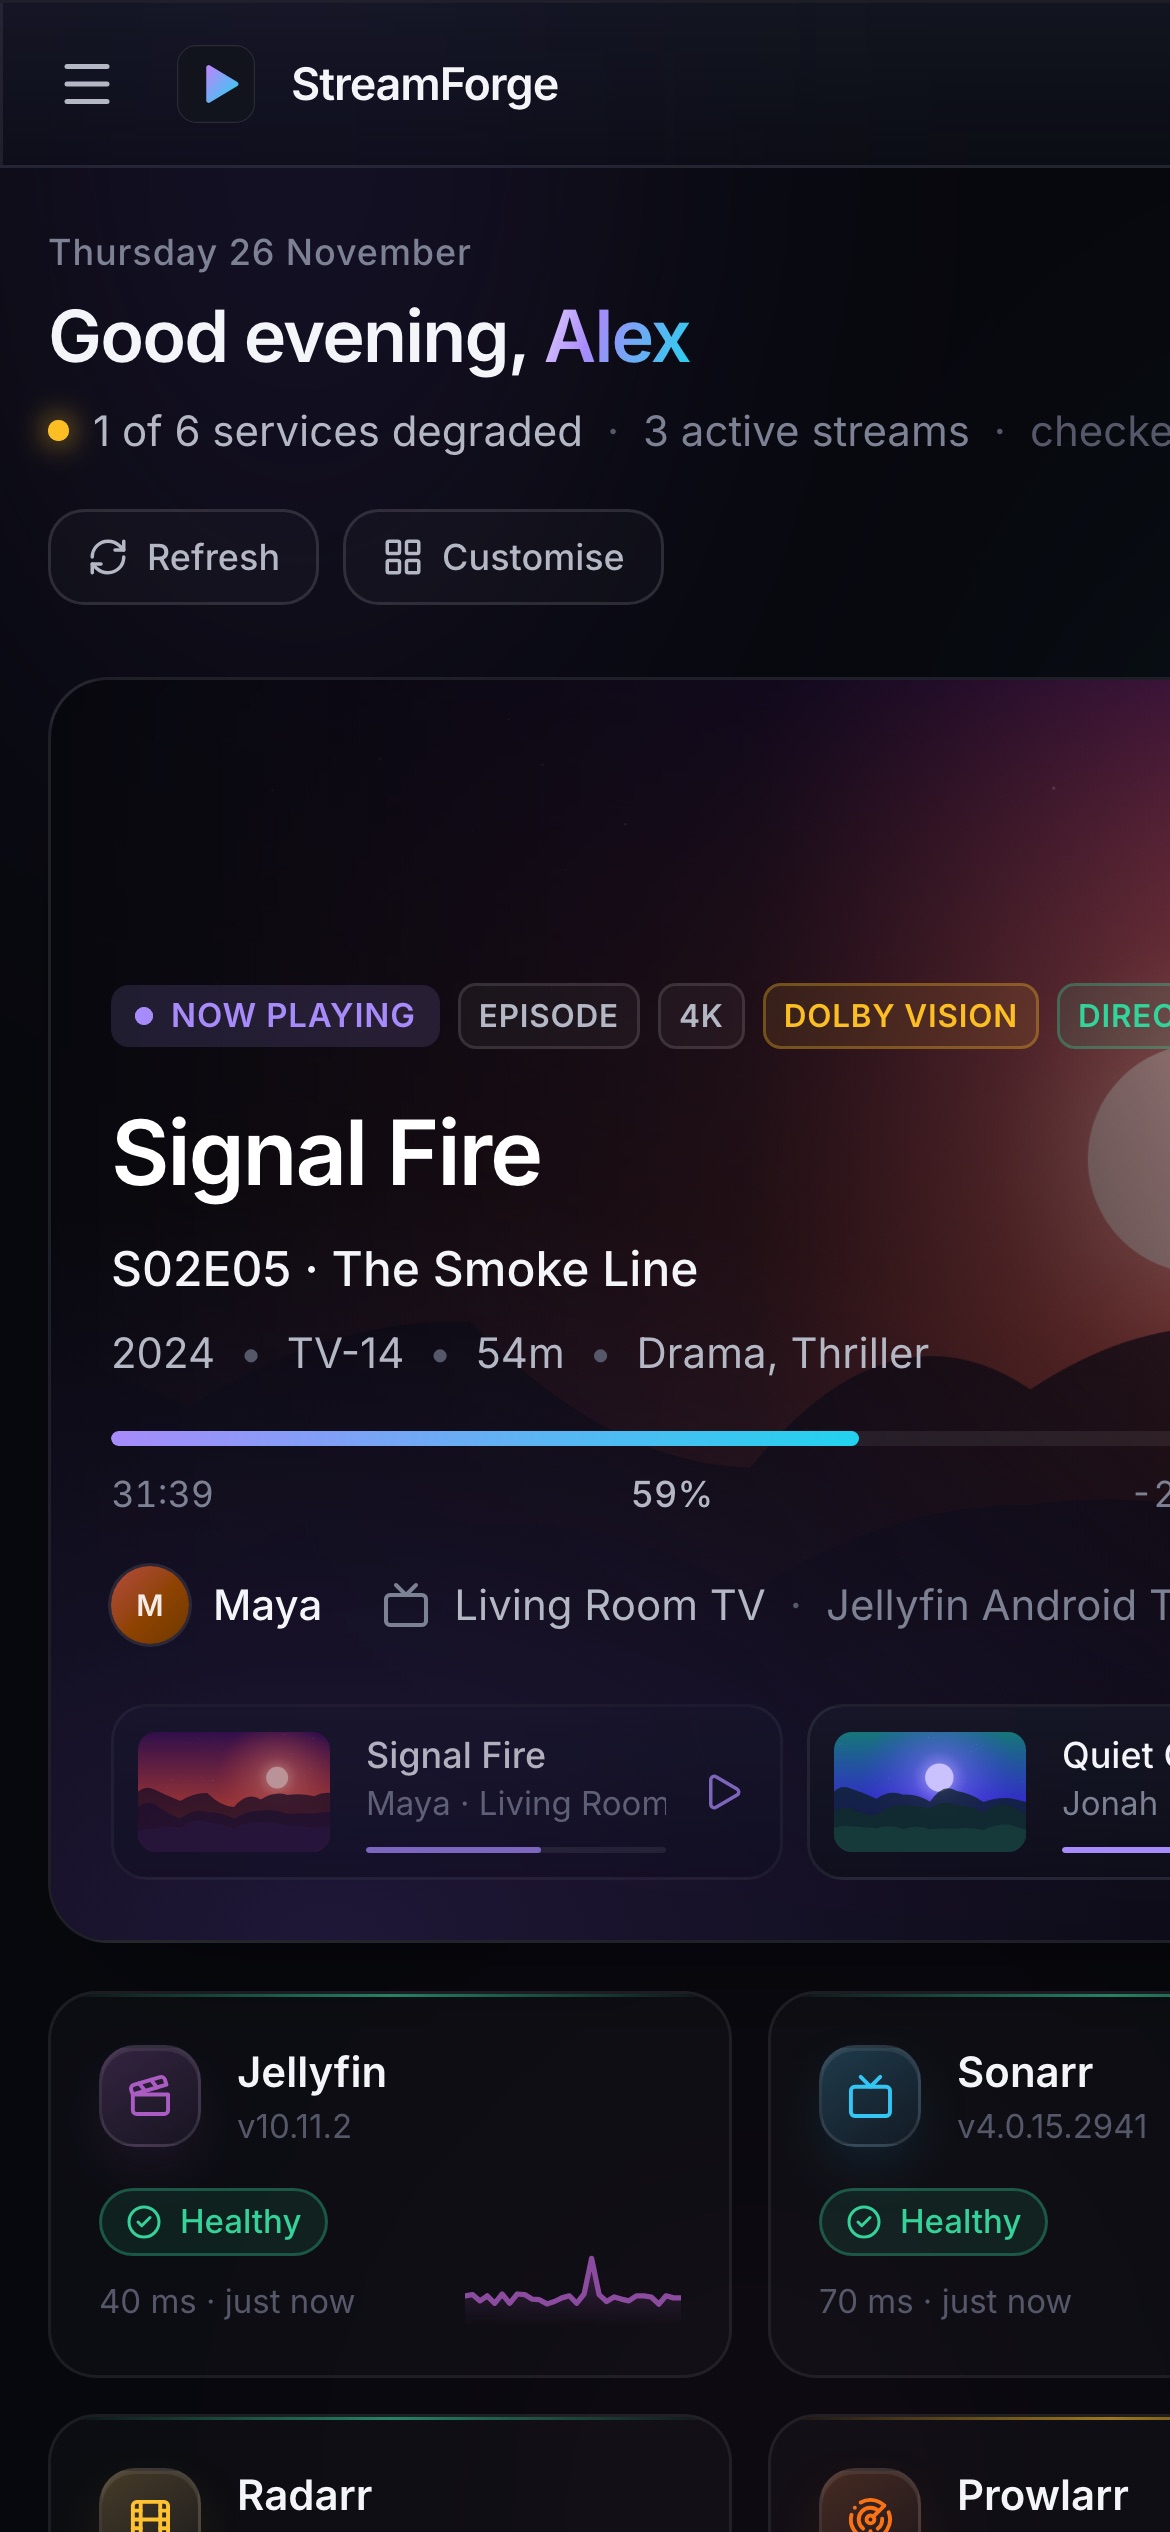 StreamForge
Thursday 26 November
Good evening, Alex
1 of 6 services degraded · 3 active streams ·
Refresh Customise
NOW PLAYING EPISODE 4K DOLBY VISION
Signal Fire
S02E05 · The Smoke Line
2024 • TV-14 • 54m • Drama, Thriller
31:39 59%
M Maya Living Room TV · Jellyfin Android
Signal Fire
Maya · Living Room
Quiet
Jonah
Jellyfin
v10.11.2
Healthy
40 ms · just now
Sonarr
v4.0.15.2941
Healthy
70 ms · just now
Radarr
Prowlarr